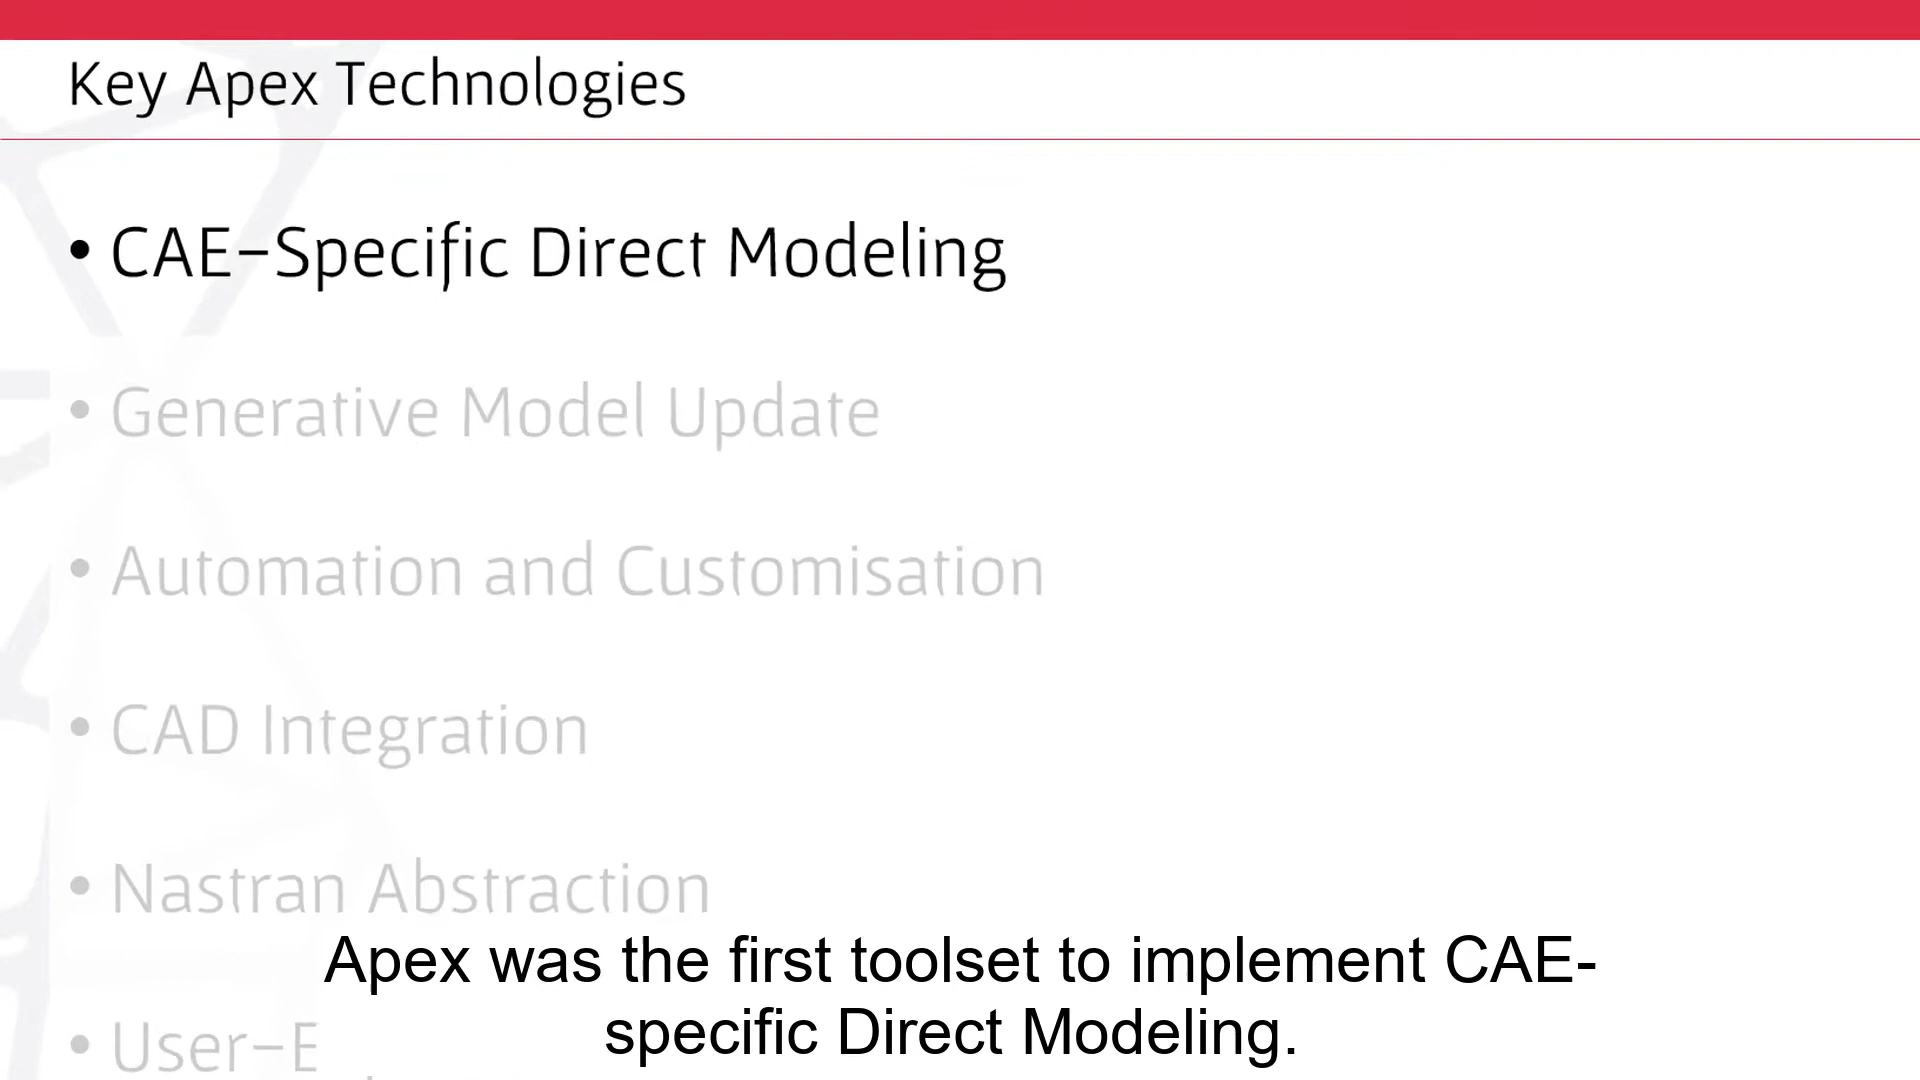 Key Apex Technologies
• CAE–Specific Direct Modeling
• Generative Model Update
• Automation and Customisation
• CAD Integration
• Nastran Abstraction
• User–E
Apex was the first toolset to implement CAE-
specific Direct Modeling.